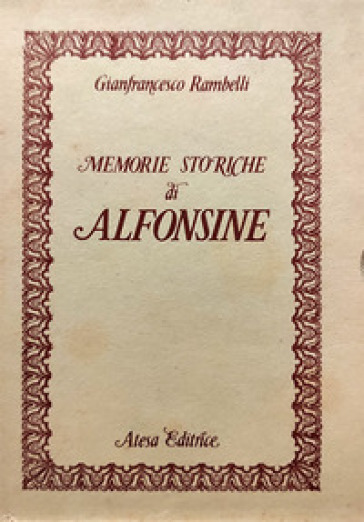 Gianfrancesco Rambelli
MEMORIE STORICHE
di
ALFONSINE
Atesa Editrice